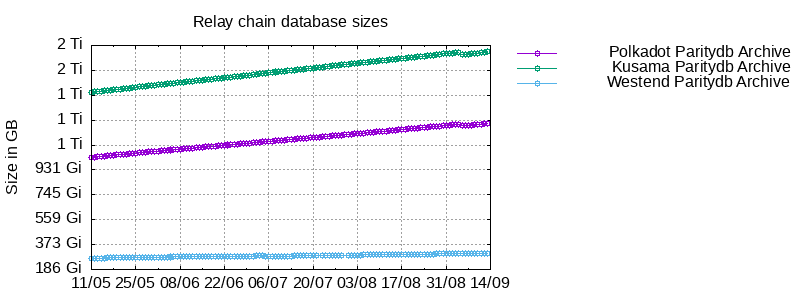 Relay chain database sizes
Polkadot Paritydb Archive
Kusama Paritydb Archive
Westend Paritydb Archive
Size in GB
2 Ti
2 Ti
1 Ti
1 Ti
1 Ti
931 Gi
745 Gi
559 Gi
373 Gi
186 Gi
11/05 25/05 08/06 22/06 06/07 20/07 03/08 17/08 31/08 14/09